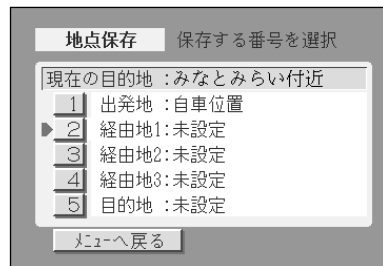 地点保存 保存する番号を選択
現在の目的地 :みなとみらい付近
1 出発地 :自車位置
2 経由地1:未設定
3 経由地2:未設定
4 経由地3:未設定
5 目的地 :未設定
メニューへ戻る